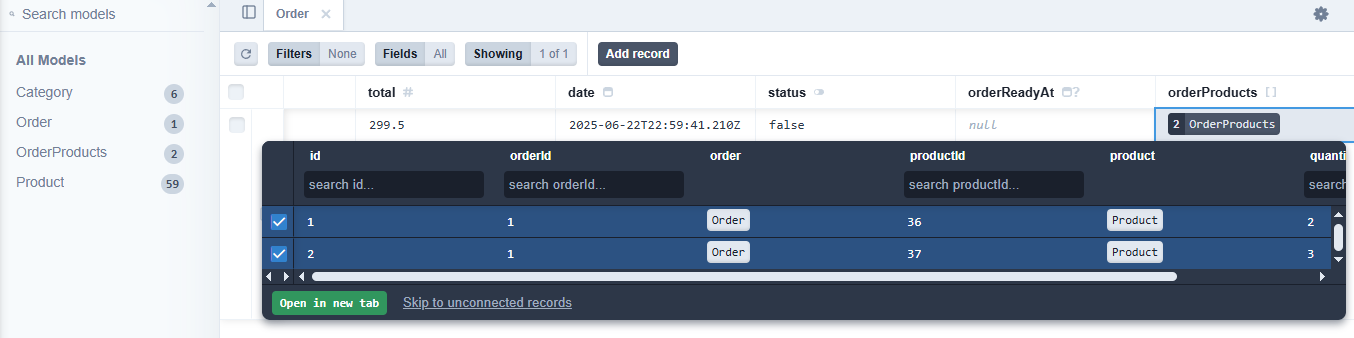 Search models
Order
All Models
Category 6
Order 1
OrderProducts 2
Product 59
Filters None Fields All Showing 1 of 1 Add record
total # date status orderReadyAt ? orderProducts []
299.5 2025-06-22T22:59:41.210Z false null 2 OrderProducts
id orderId order productId product quanti
search id... search orderId... search productId... search
1 1 Order 36 Product 2
2 1 Order 37 Product 3
Open in new tab Skip to unconnected records